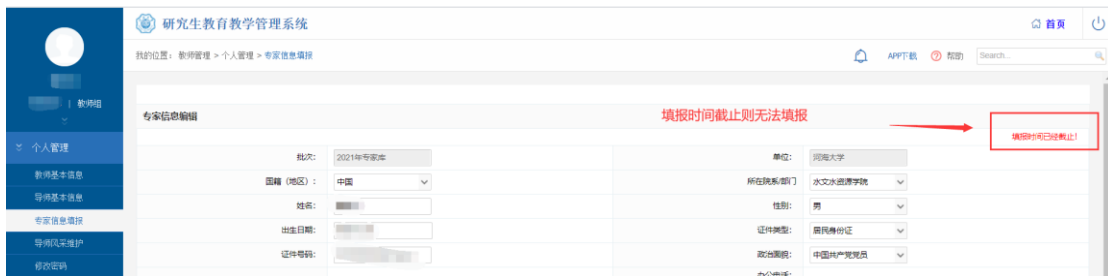 研究生教育教学管理系统
首页
我的位置： 教师管理 > 个人管理 > 专家信息填报
APP下载
帮助
Search...
| 教师组
专家信息编辑
填报时间截止则无法填报
填报时间已经截止!
个人管理
教师基本信息
导师基本信息
专家信息填报
导师风采维护
修改密码
批次: 2021年专家库
单位: 河海大学
国籍（地区）: 中国
所在院系/部门 水文水资源学院
姓名:
性别: 男
出生日期:
证件类型: 居民身份证
证件号码:
政治面貌: 中国共产党党员
办公电话: